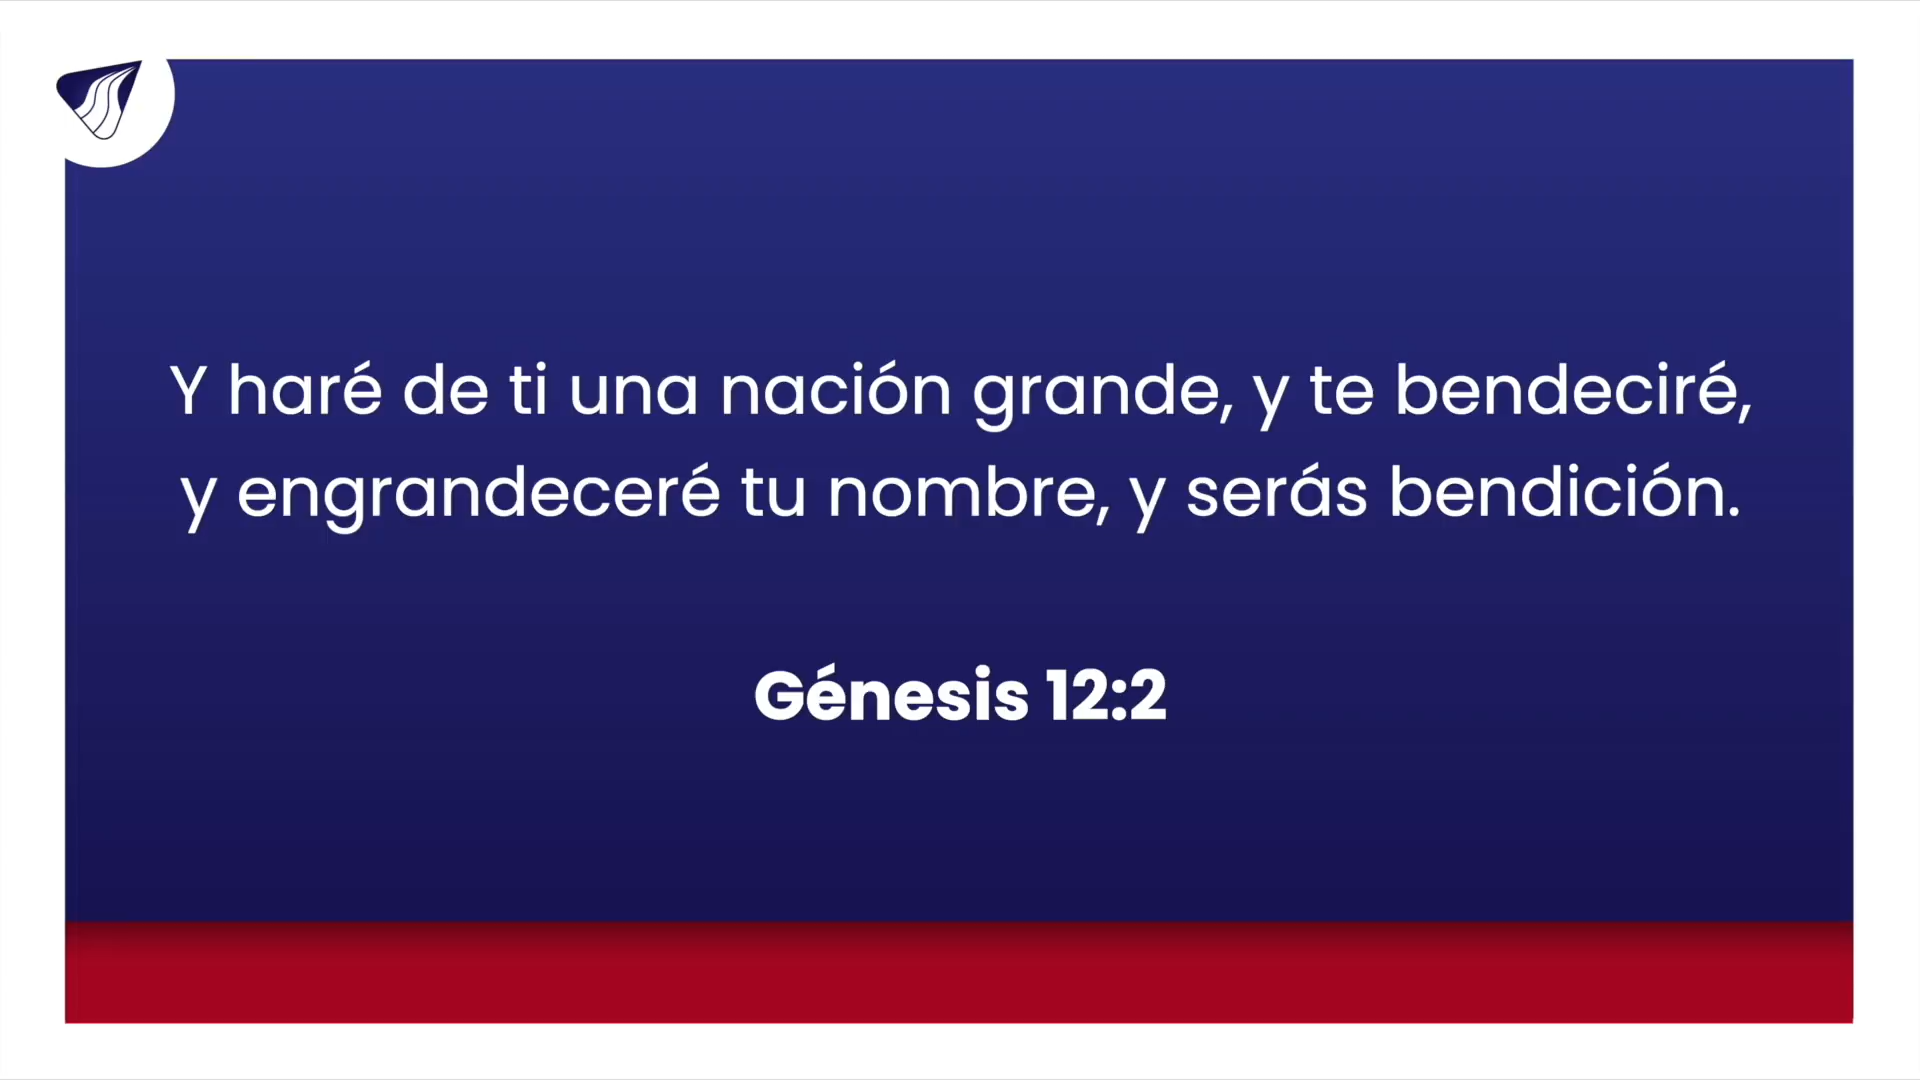 Y haré de ti una nación grande, y te bendeciré,
y engrandeceré tu nombre, y serás bendición.
Génesis 12:2